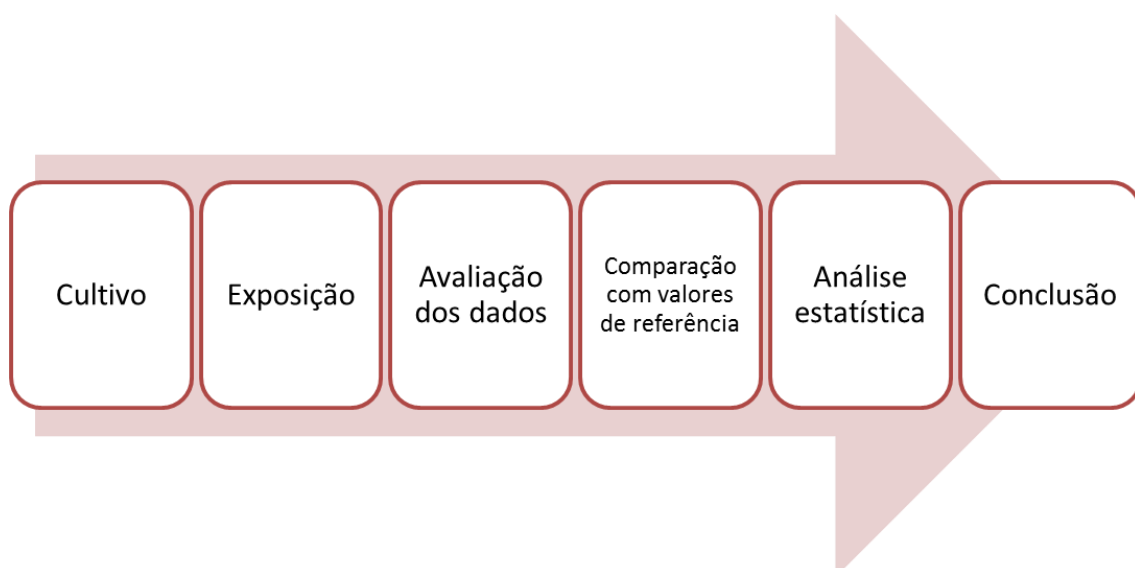 Cultivo
Exposição
Avaliação
dos dados
Comparação
com valores
de referência
Análise
estatística
Conclusão